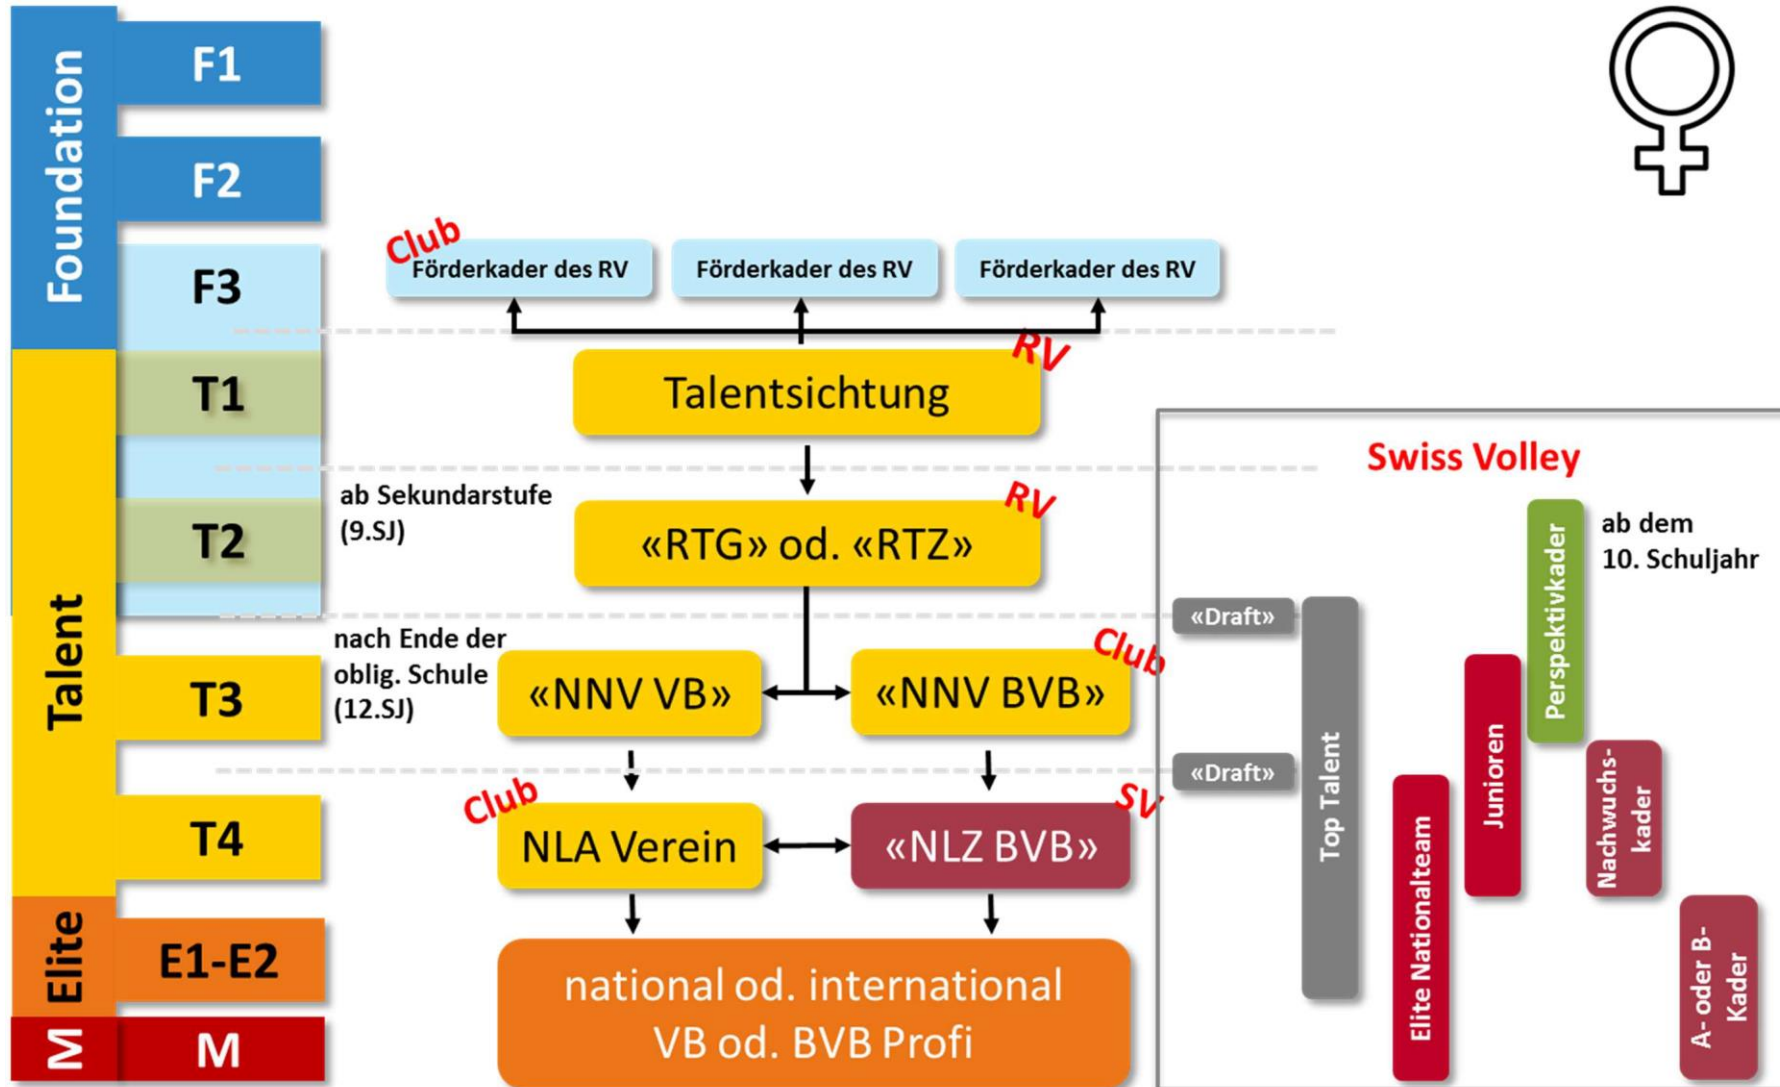 Foundation
F1
F2
F3
Club
Förderkader des RV
Förderkader des RV
Förderkader des RV
Talent
T1
RV
Talentsichtung
T2
ab Sekundarstufe
(9.SJ)
RV
«RTG» od. «RTZ»
T3
nach Ende der
oblig. Schule
(12.SJ)
«NNV VB»
Club
«NNV BVB»
T4
Club
NLA Verein
SV
«NLZ BVB»
Elite
E1-E2
M
M
national od. international
VB od. BVB Profi
Swiss Volley
«Draft»
«Draft»
Top Talent
Elite Nationalteam
Junioren
Perspektivkader
ab dem
10. Schuljahr
Nachwuchs-
kader
A- oder B-
Kader